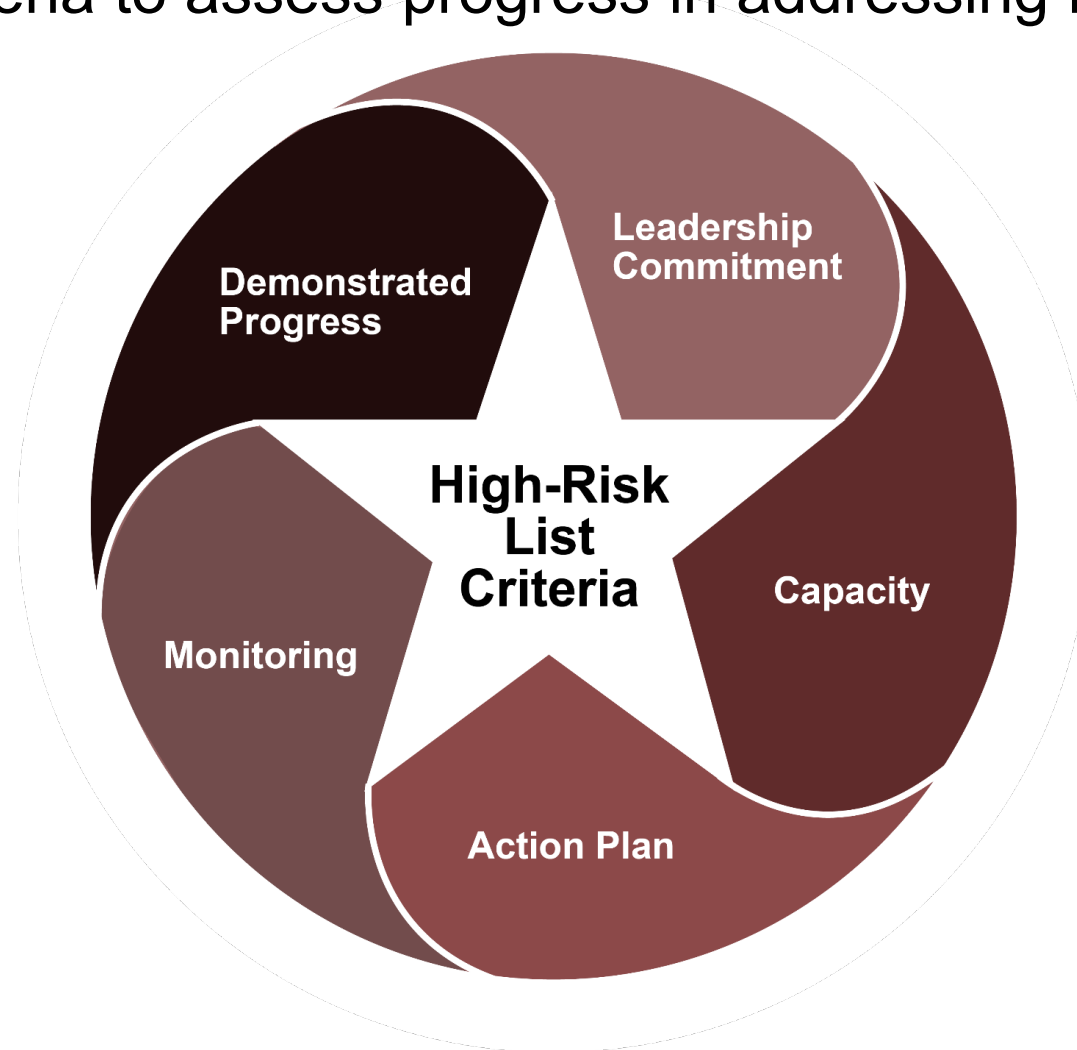 to assess progress in addressing
Leadership
Commitment
Demonstrated
Progress
High-Risk
List
Criteria
Capacity
Monitoring
Action Plan